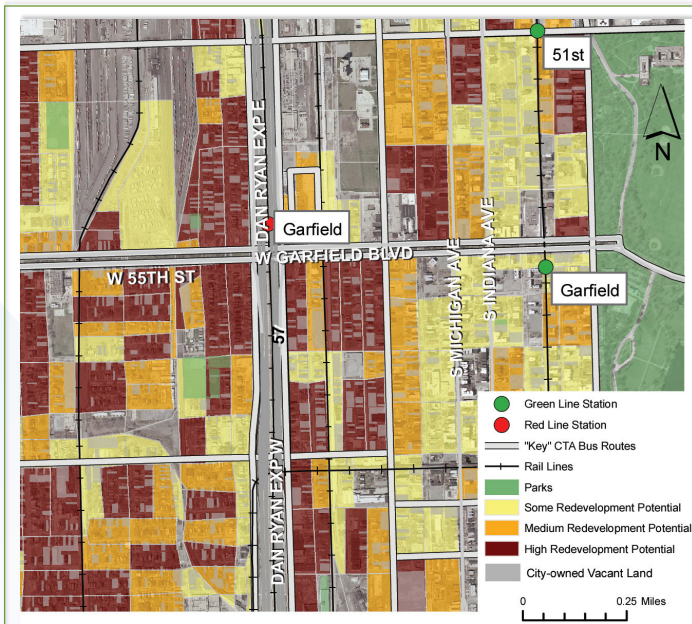 51st
N
DAN RYAN EXP E
Garfield
W GARFIELD BLVD
W 55TH ST
S MICHIGAN AVE
S INDIANA AVE
Garfield
57
DAN RYAN EXP W
Green Line Station
Red Line Station
"Key" CTA Bus Routes
Rail Lines
Parks
Some Redevelopment Potential
Medium Redevelopment Potential
High Redevelopment Potential
City-owned Vacant Land
0 0.25 Miles